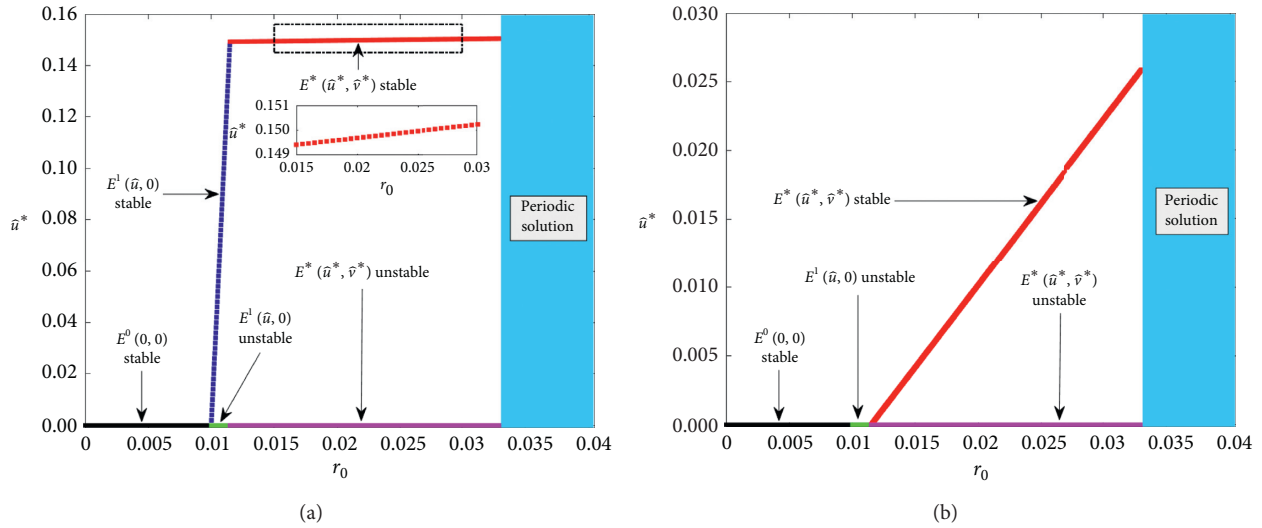 0.16
0.14
0.12
0.10
0.08
0.06
0.04
0.02
0.00
û*
E* (û*, v̂*) stable
0.151
0.150
0.149
û*
0.015
0.02
0.025
0.03
r₀
E¹ (û, 0)
stable
E* (û*, v̂*) unstable
E¹ (û, 0)
unstable
E⁰ (0, 0)
stable
Periodic
solution
0
0.005
0.01
0.015
0.02
0.025
0.03
0.035
0.04
r₀
(a)
0.030
0.025
0.020
0.015
0.010
0.005
0.000
û*
E* (û*, v̂*) stable
E¹ (û, 0) unstable
E* (û*, v̂*)
unstable
E⁰ (0, 0)
stable
Periodic
solution
0
0.005
0.01
0.015
0.02
0.025
0.03
0.035
0.04
r₀
(b)